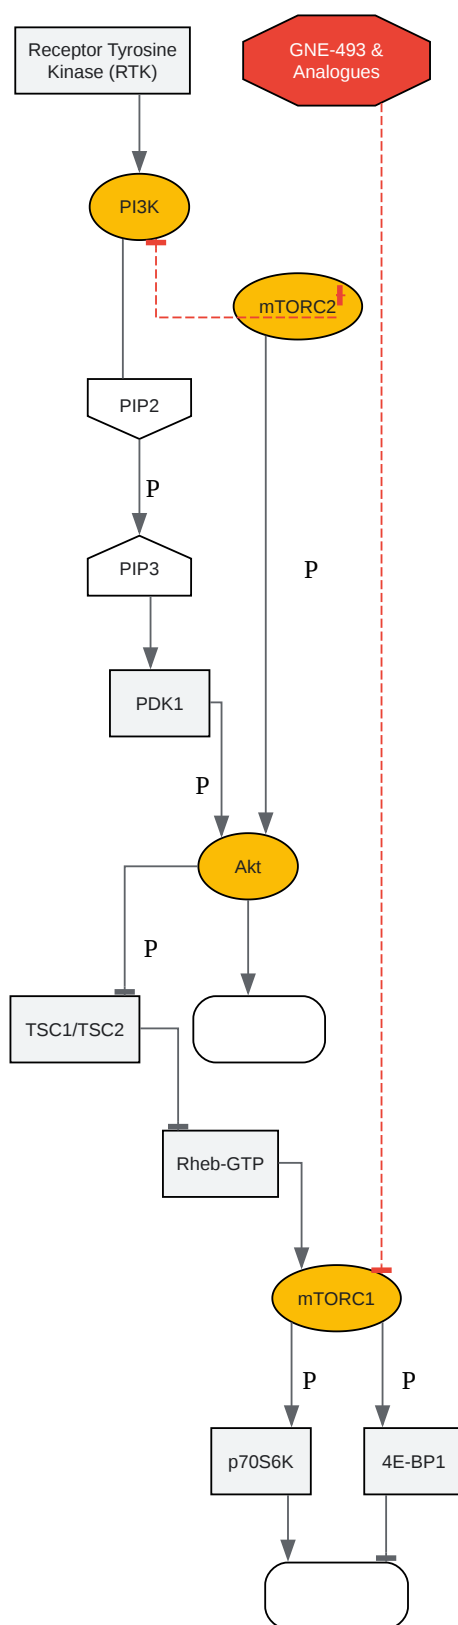 Receptor Tyrosine
Kinase (RTK)
GNE-493 &
Analogues
PI3K
mTORC2
PIP2
P
PIP3
P
PDK1
P
Akt
P
TSC1/TSC2
Rheb-GTP
mTORC1
P
P
p70S6K
4E-BP1